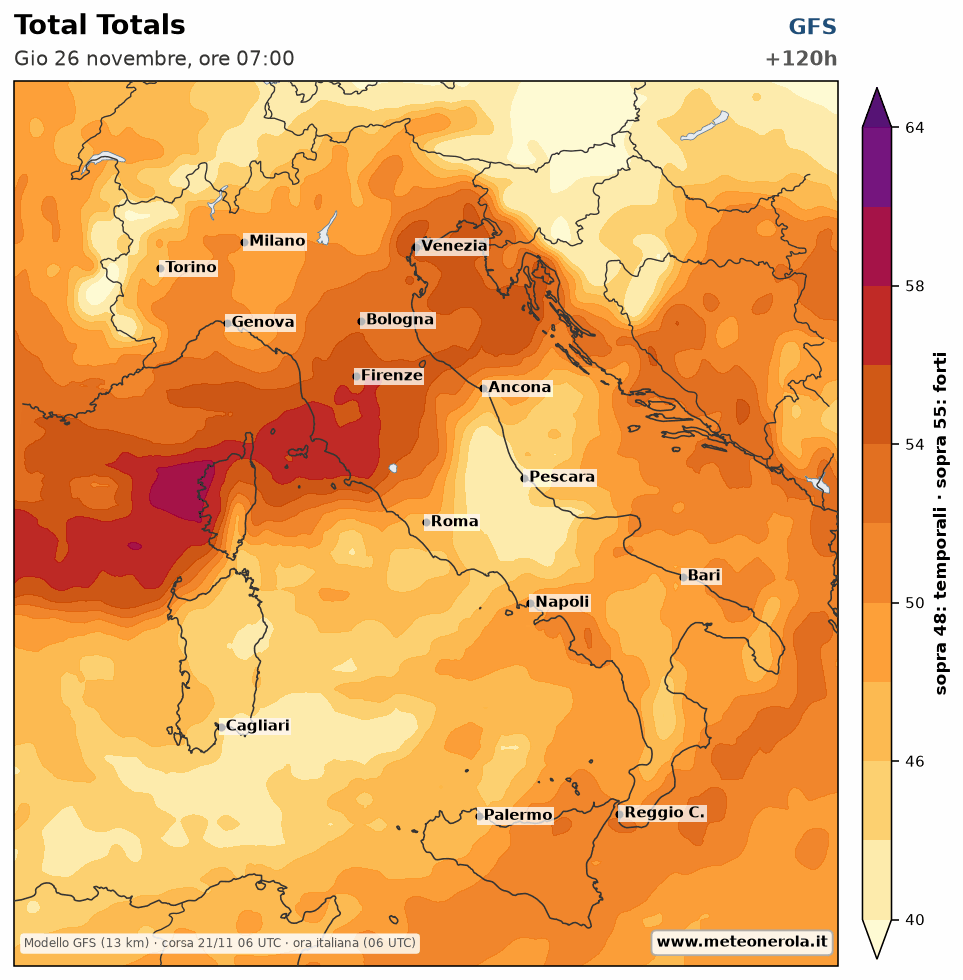 Total Totals
GFS
Gio 26 novembre, ore 07:00
+120h
Milano
Venezia
Torino
Genova
Bologna
Firenze
Ancona
Pescara
Roma
Bari
Napoli
Cagliari
Palermo
Reggio C.
Modello GFS (13 km) · corsa 21/11 06 UTC · ora italiana (06 UTC)
www.meteonerola.it
64
58
54
50
46
40
sopra 48: temporali · sopra 55: forti